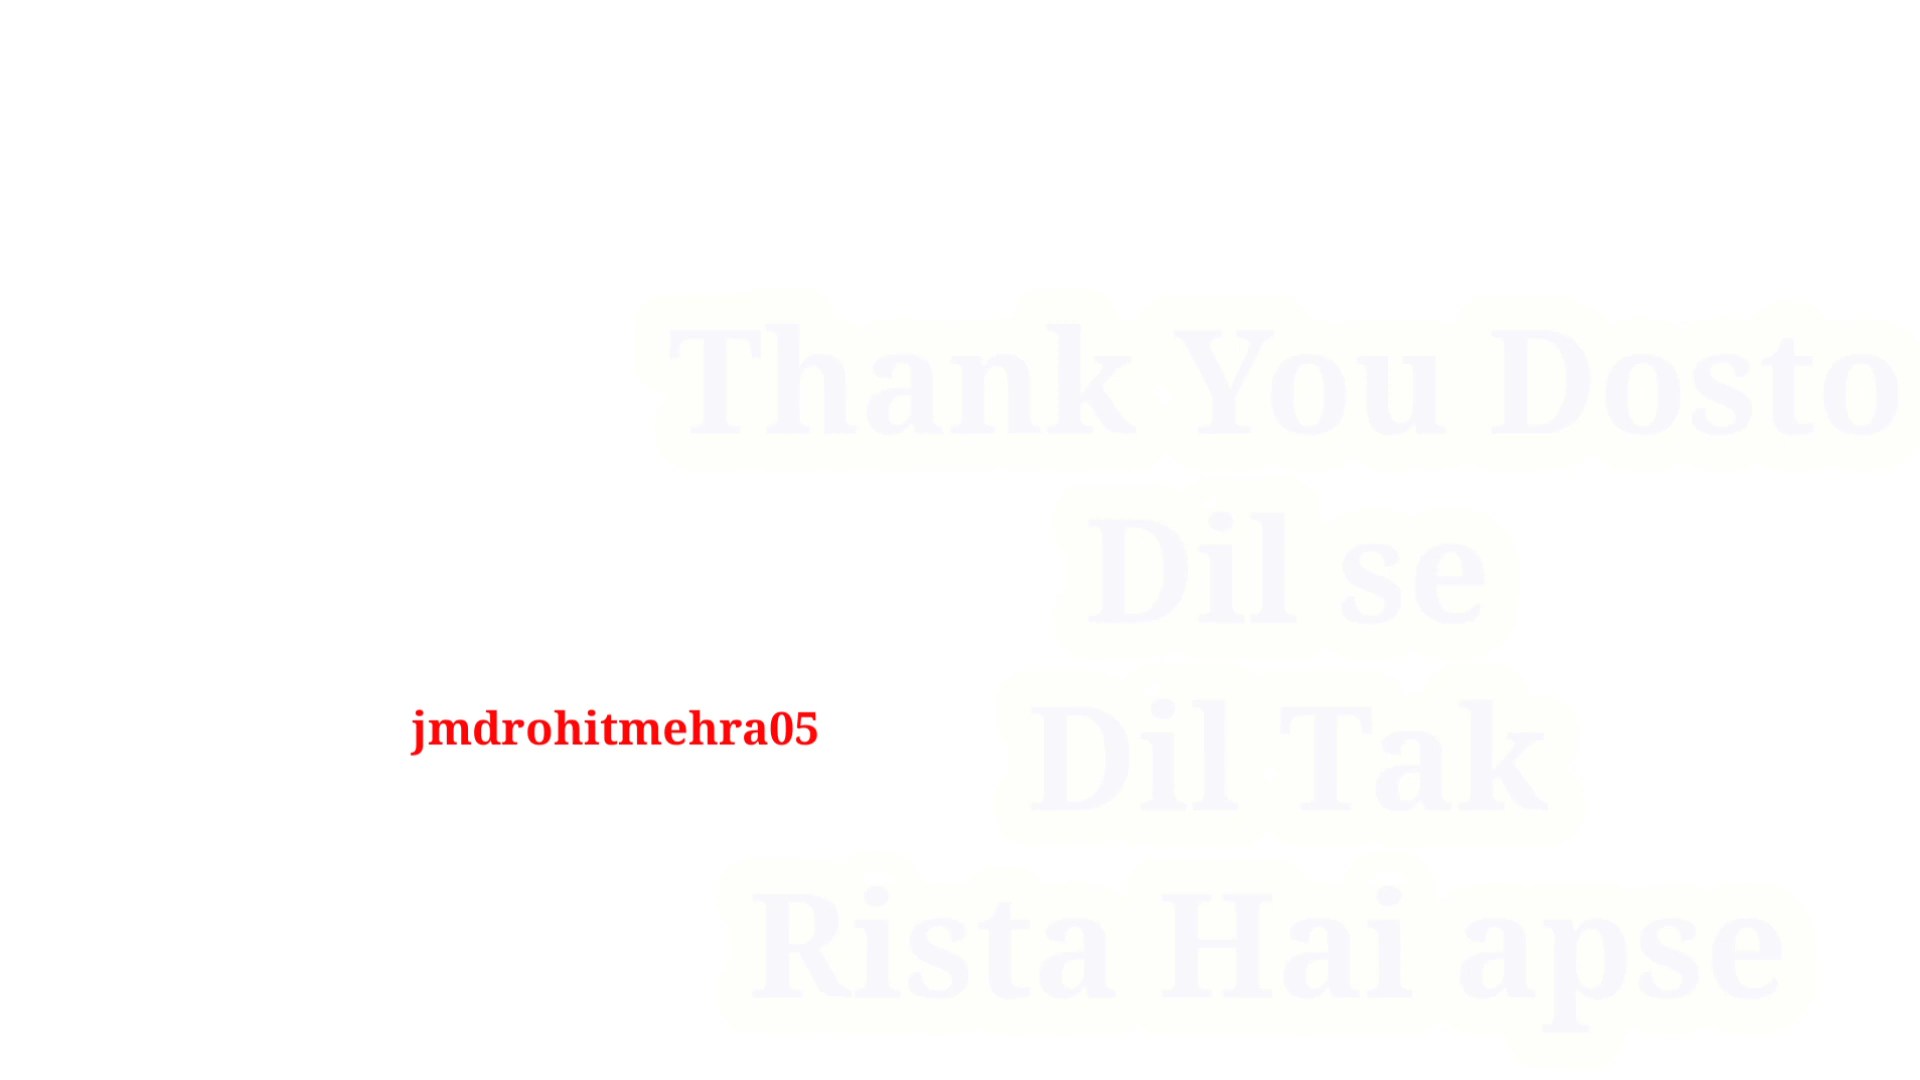 Thank You Dosto
Dil se
Dil Tak
jmdrohitmehra05
Rista Hai apse